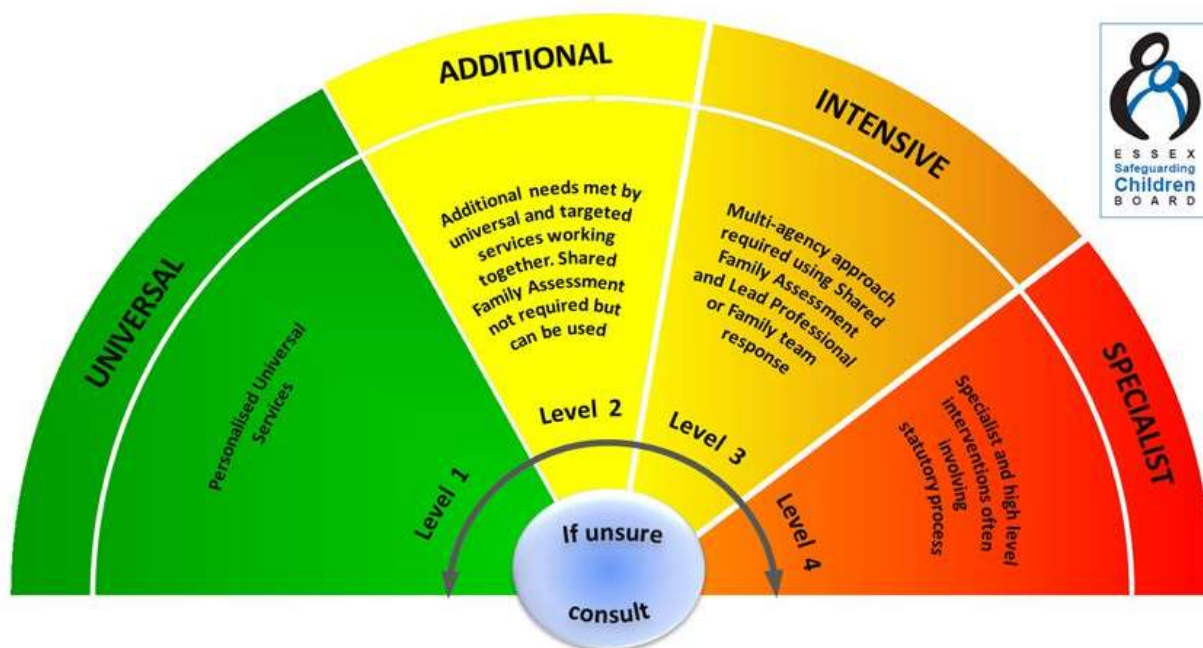 UNIVERSAL
Personalised Universal
Services
Level 1
ADDITIONAL
Additional needs met by
universal and targeted
services working
together. Shared
Family Assessment
not required but
can be used
Level 2
INTENSIVE
Multi-agency approach
required using Shared
Family Assessment
and Lead Professional
or Family team
response
Level 3
SPECIALIST
Specialist and high level
interventions often
involving
statutory process
Level 4
If unsure
consult
ESSEX
Safeguarding
Children
BOARD